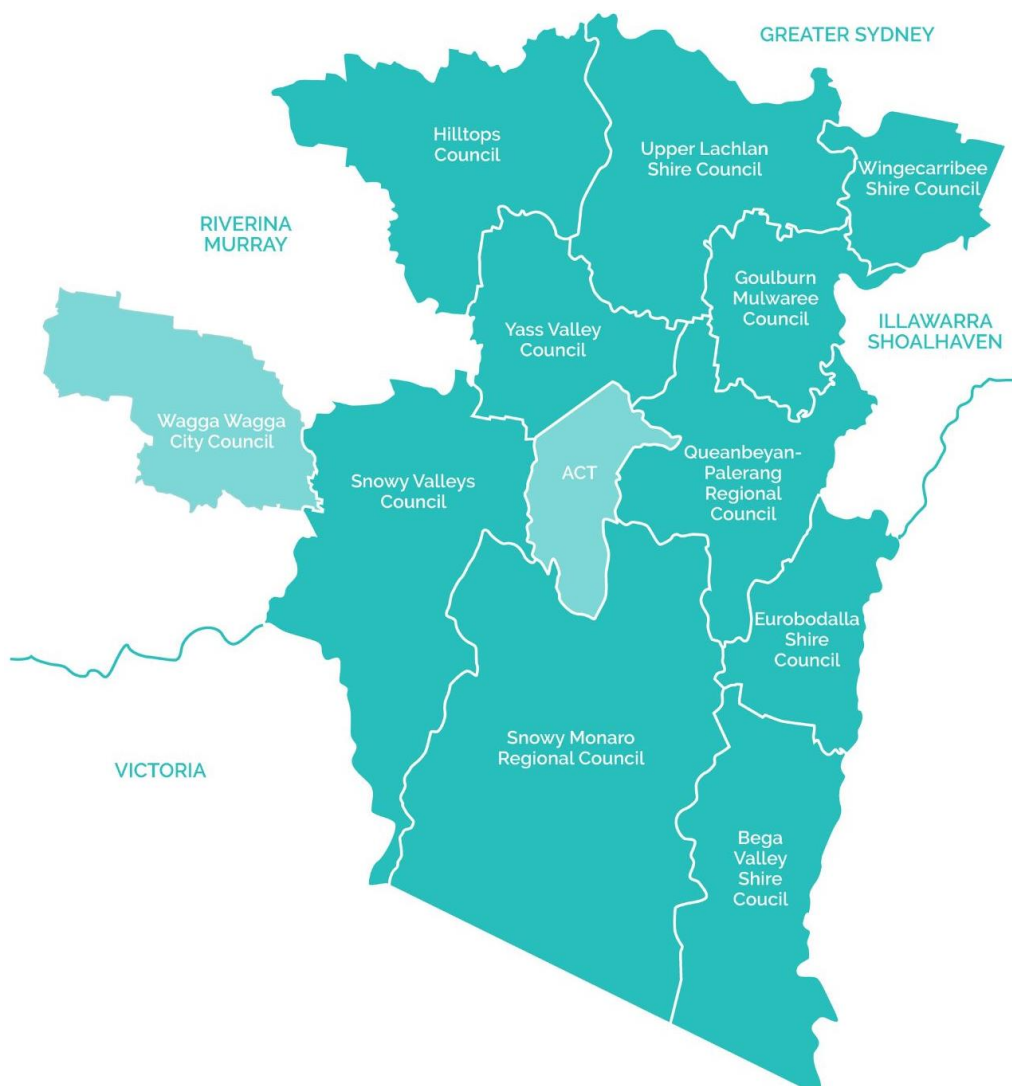 GREATER SYDNEY
Hilltops
Council
Upper Lachlan
Shire Council
Wingecarribee
Shire Council
RIVERINA
MURRAY
Goulburn
Mulwaree
Council
ILLAWARRA
SHOALHAVEN
Yass Valley
Council
Wagga Wagga
City Council
Snowy Valleys
Council
ACT
Queanbeyan-
Palerang
Regional
Council
Eurobodalla
Shire
Council
Snowy Monaro
Regional Council
VICTORIA
Bega
Valley
Shire
Coucil